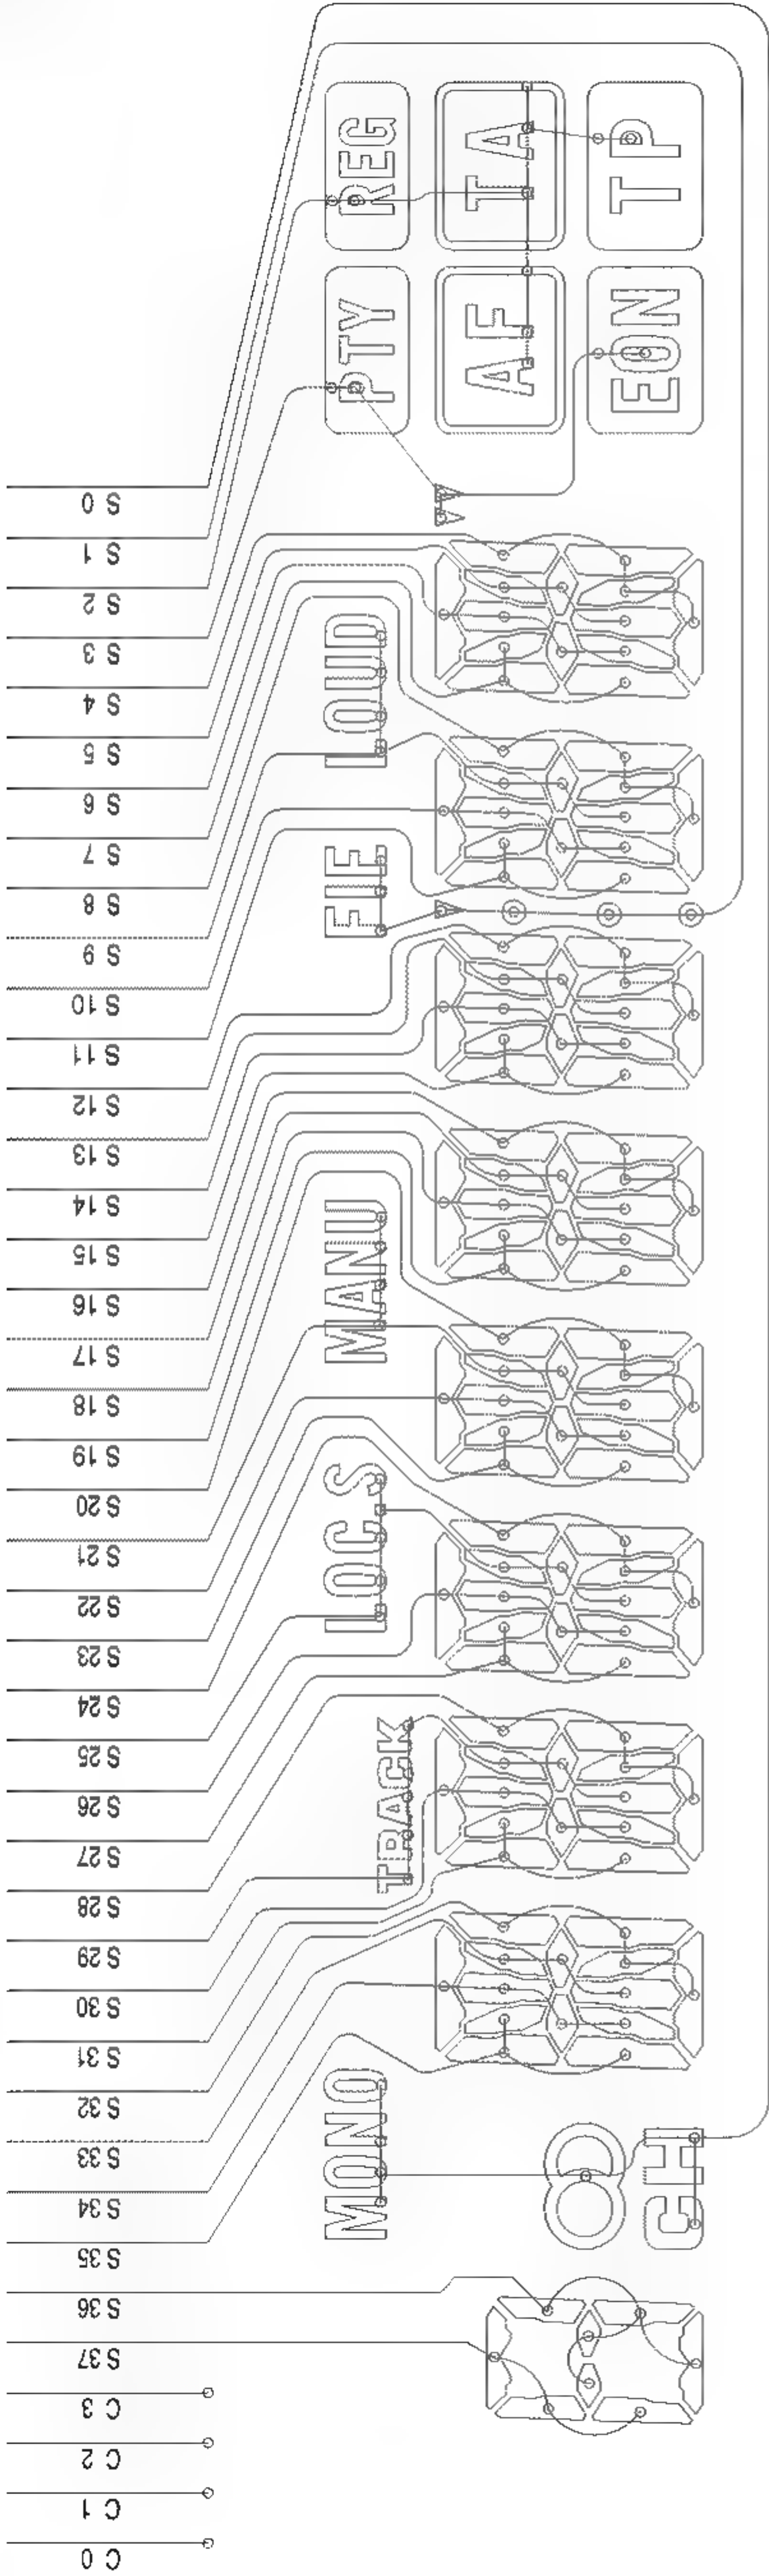 REG
T A
T P
PTY
AF
EON
S 0
S 1
S 2
S 3
S 4
S 5
S 6
S 7
S 8
S 9
S 10
S 11
S 12
S 13
S 14
S 15
S 16
S 17
S 18
S 19
S 20
S 21
S 22
S 23
S 24
S 25
S 26
S 27
S 28
S 29
S 30
S 31
S 32
S 33
S 34
S 35
S 36
S 37
C 3
C 2
C 1
C 0
LOUD
FIE
MANU
LOC.S
TRACK
MONO
CH